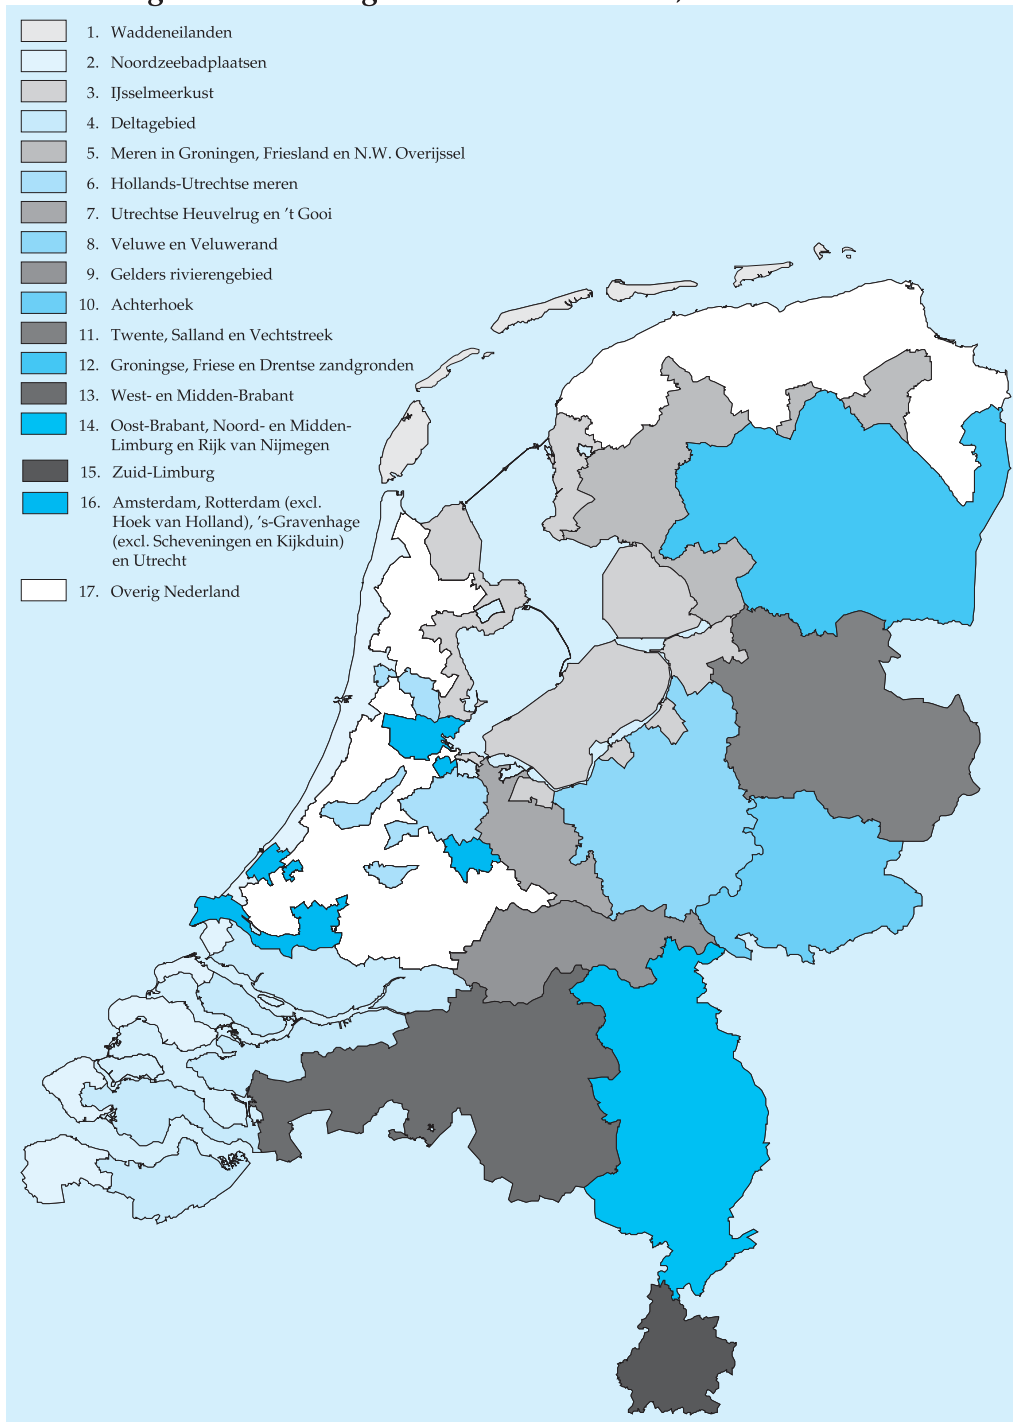 1. Waddeneilanden
2. Noordzeebadplaatsen
3. IJsselmeerkust
4. Deltagebied
5. Meren in Groningen, Friesland en N.W. Overijssel
6. Hollands-Utrechtse meren
7. Utrechtse Heuvelrug en ’t Gooi
8. Veluwe en Veluwerand
9. Gelders rivierengebied
10. Achterhoek
11. Twente, Salland en Vechtstreek
12. Groningse, Friese en Drentse zandgronden
13. West- en Midden-Brabant
14. Oost-Brabant, Noord- en Midden-
Limburg en Rijk van Nijmegen
15. Zuid-Limburg
16. Amsterdam, Rotterdam (excl.
Hoek van Holland), ’s-Gravenhage
(excl. Scheveningen en Kijkduin)
en Utrecht
17. Overig Nederland